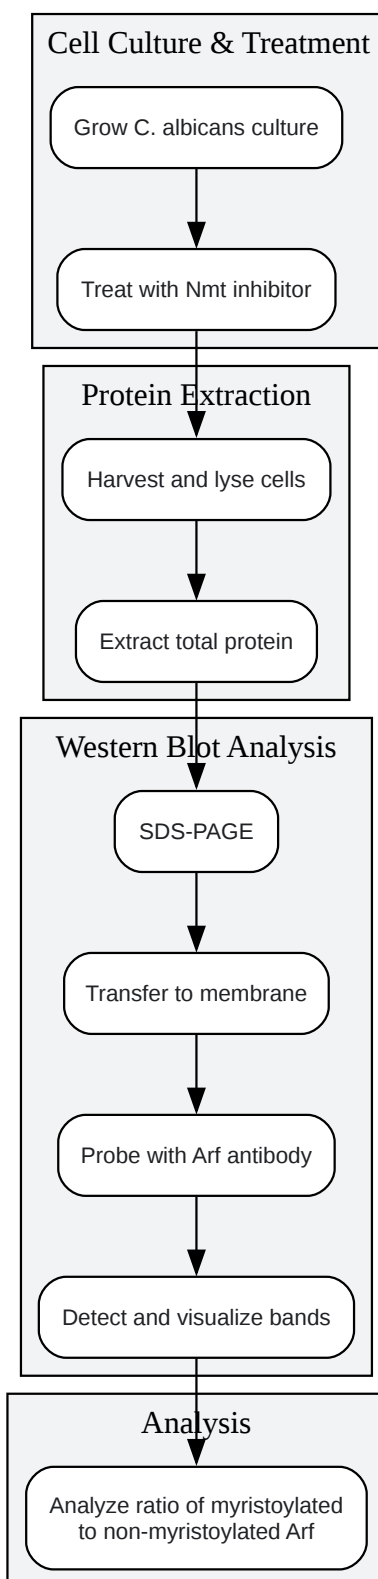 Cell Culture & Treatment
Grow C. albicans culture
Treat with Nmt inhibitor
Protein Extraction
Harvest and lyse cells
Extract total protein
Western Blot Analysis
SDS-PAGE
Transfer to membrane
Probe with Arf antibody
Detect and visualize bands
Analysis
Analyze ratio of myristoylated
to non-myristoylated Arf